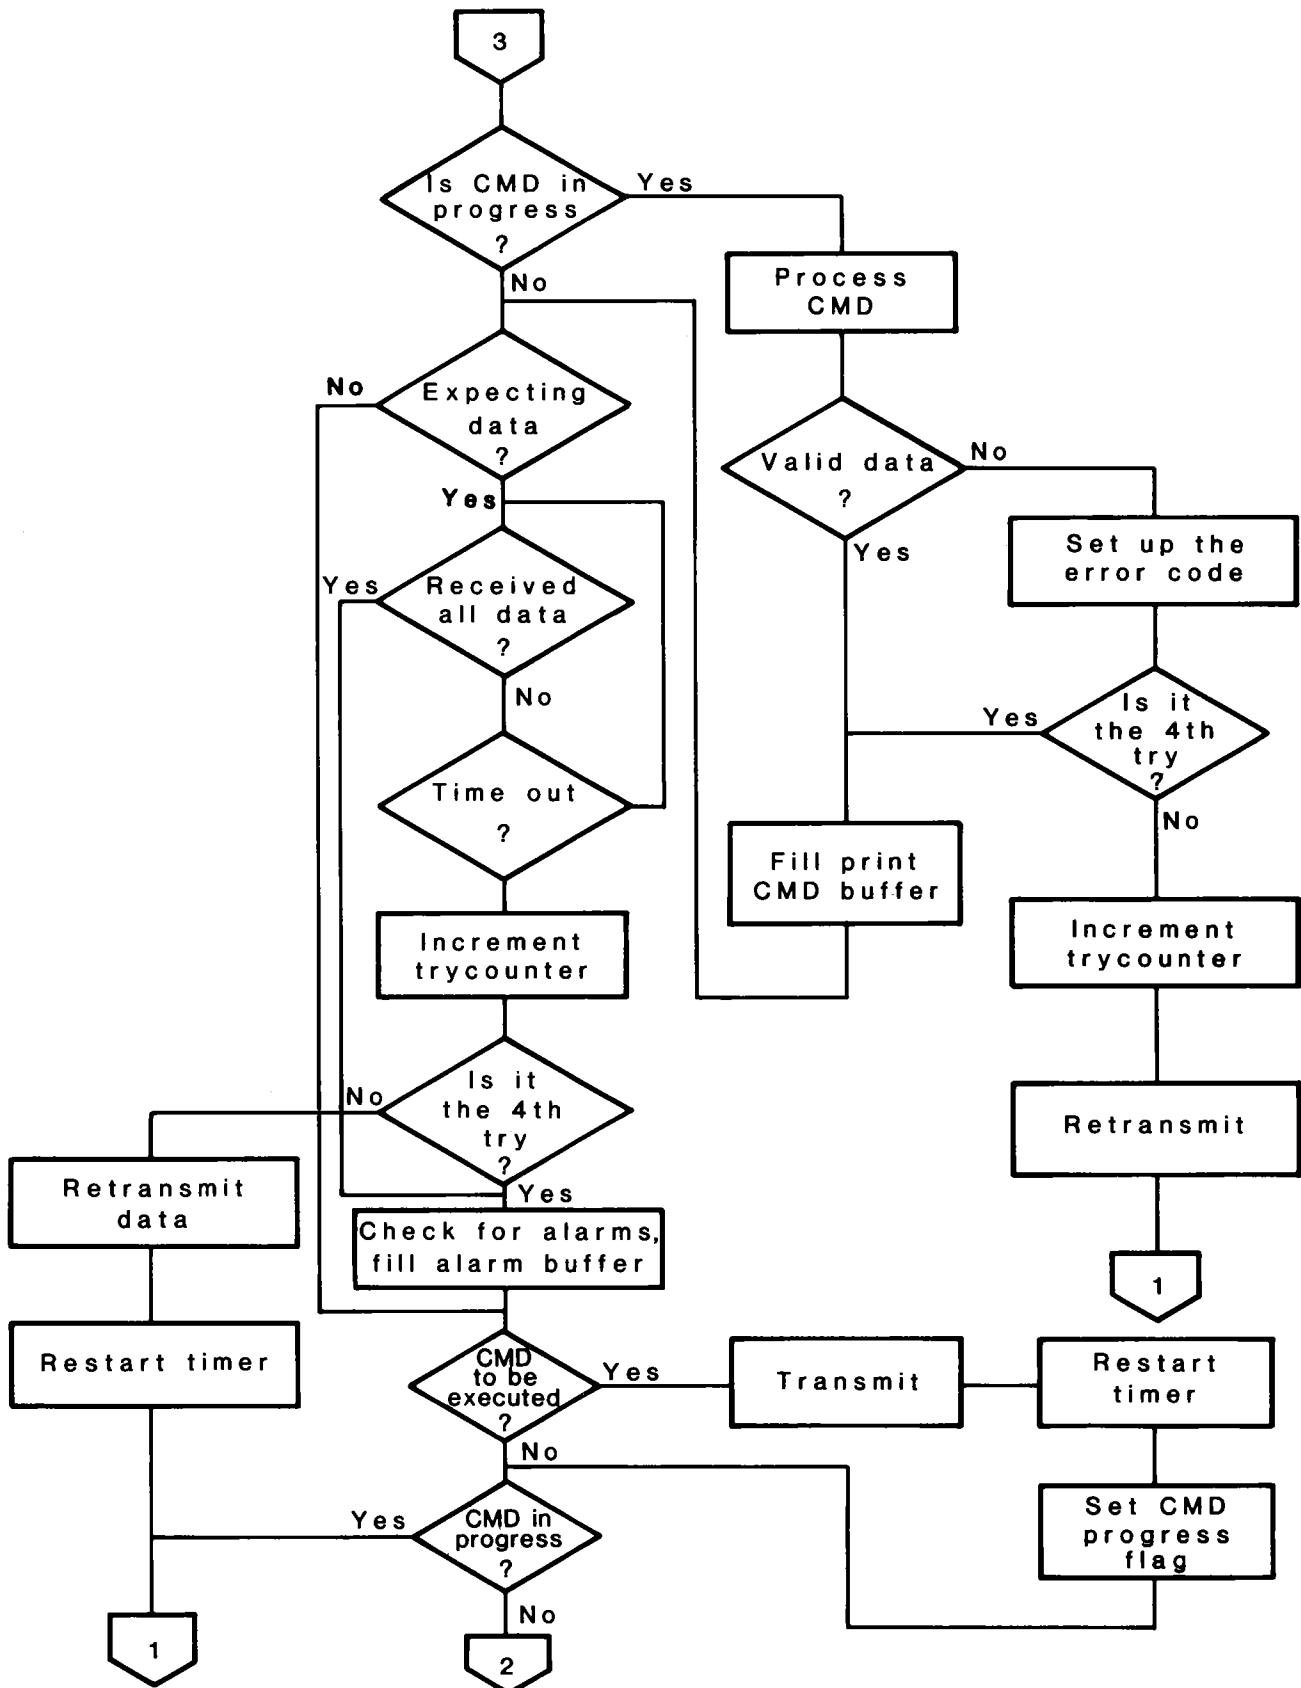 3
Is CMD in
progress
?
Yes
No
Process
CMD
Expecting
data
?
No
Yes
Valid data
?
No
Yes
Set up the
error code
Received
all data
?
Yes
No
Is it
the 4th
try
?
Yes
No
Time out
?
Fill print
CMD buffer
Increment
trycounter
Increment
trycounter
Is it
the 4th
try
?
No
Yes
Retransmit
Retransmit
data
Check for alarms,
fill alarm buffer
1
Restart timer
CMD
to be
executed
?
Yes
No
Transmit
Restart
timer
Set CMD
progress
flag
CMD in
progress
?
Yes
No
1
2